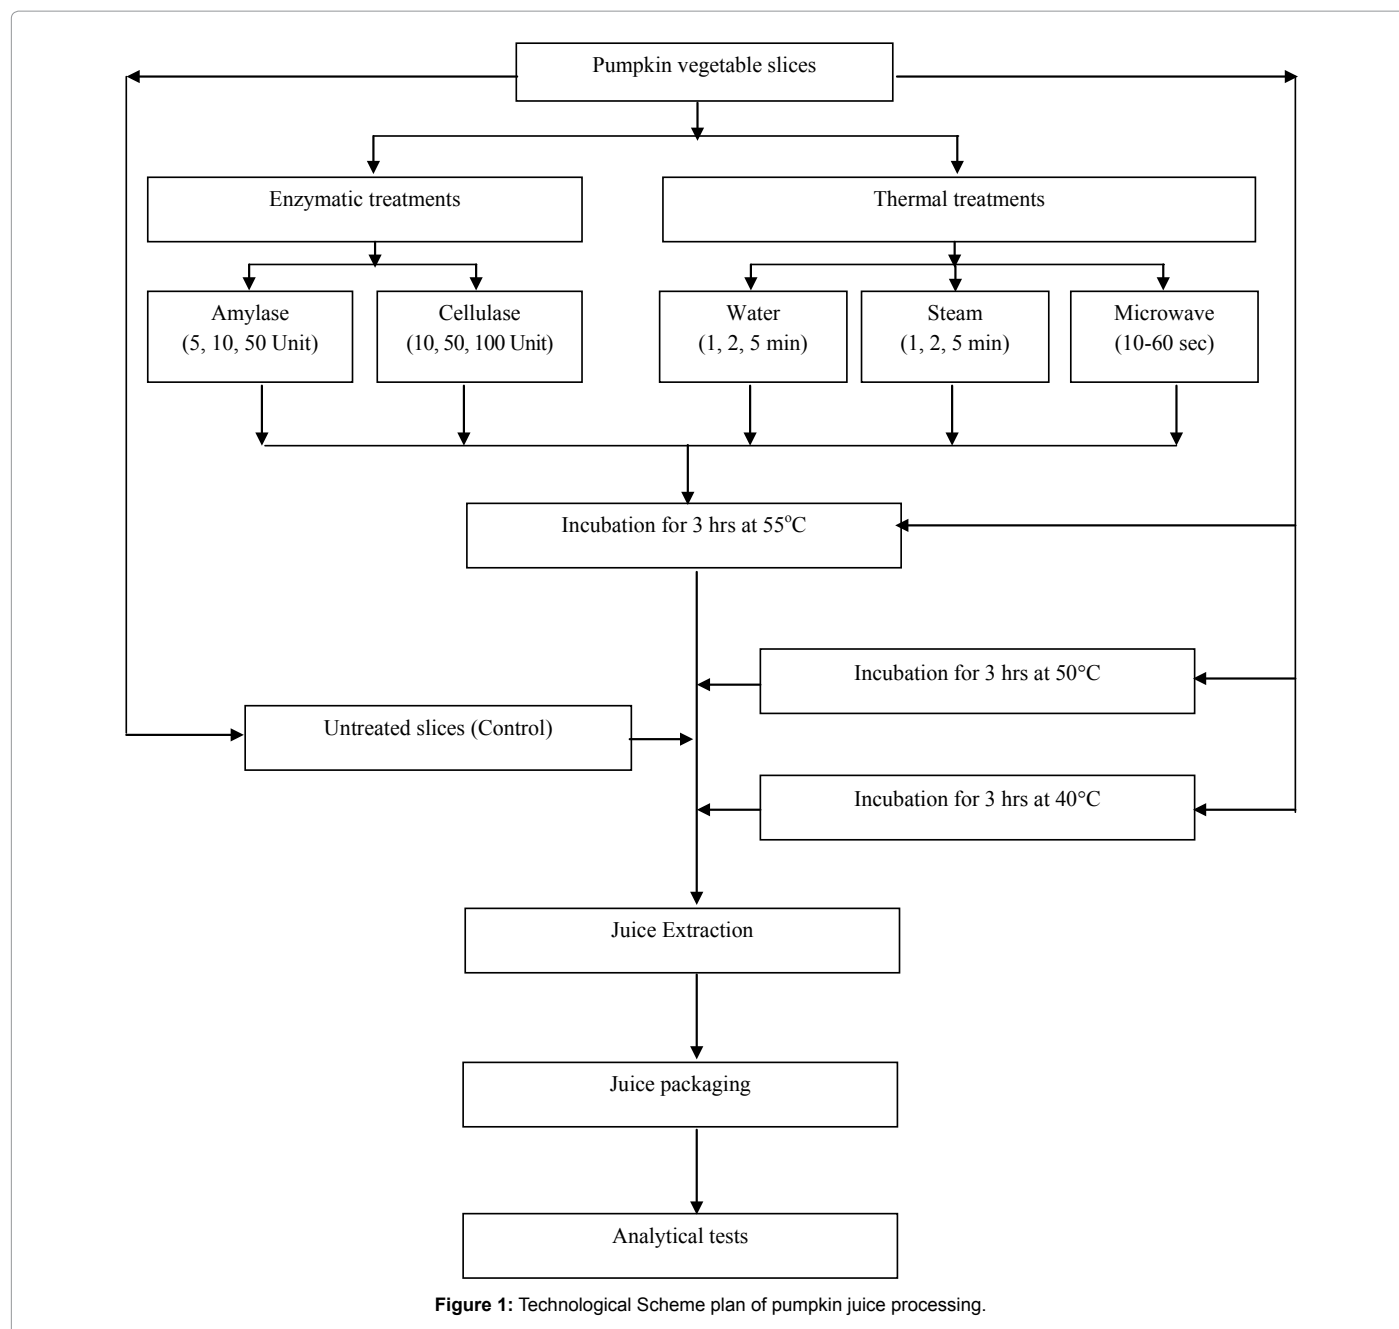 Pumpkin vegetable slices
Enzymatic treatments
Thermal treatments
Amylase
(5, 10, 50 Unit)
Cellulase
(10, 50, 100 Unit)
Water
(1, 2, 5 min)
Steam
(1, 2, 5 min)
Microwave
(10-60 sec)
Incubation for 3 hrs at 55°C
Incubation for 3 hrs at 50°C
Untreated slices (Control)
Incubation for 3 hrs at 40°C
Juice Extraction
Juice packaging
Analytical tests
Figure 1: Technological Scheme plan of pumpkin juice processing.